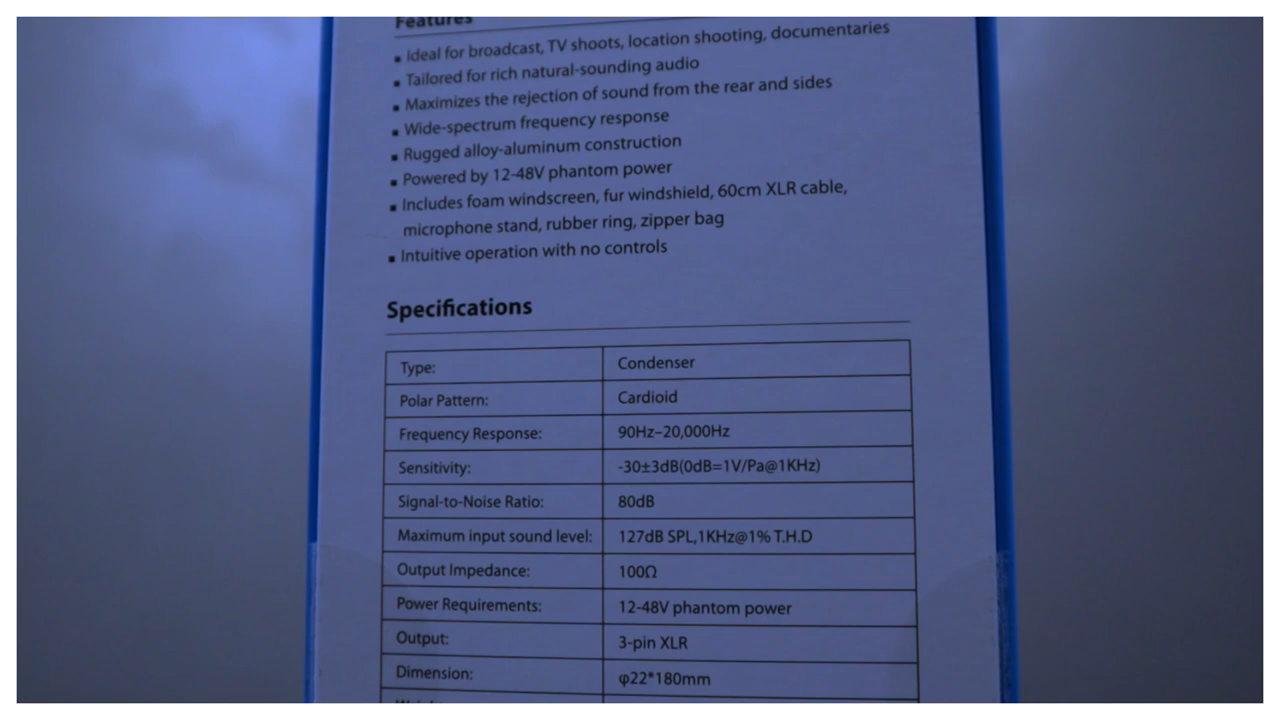 Features
▪ Ideal for broadcast, TV shoots, location shooting, documentaries
▪ Tailored for rich natural-sounding audio
▪ Maximizes the rejection of sound from the rear and sides
▪ Wide-spectrum frequency response
▪ Rugged alloy-aluminum construction
▪ Powered by 12-48V phantom power
▪ Includes foam windscreen, fur windshield, 60cm XLR cable,
microphone stand, rubber ring, zipper bag
▪ Intuitive operation with no controls
Specifications
Type: Condenser
Polar Pattern: Cardioid
Frequency Response: 90Hz–20,000Hz
Sensitivity: -30±3dB(0dB=1V/Pa@1KHz)
Signal-to-Noise Ratio: 80dB
Maximum input sound level: 127dB SPL,1KHz@1% T.H.D
Output Impedance: 100Ω
Power Requirements: 12-48V phantom power
Output: 3-pin XLR
Dimension: φ22*180mm